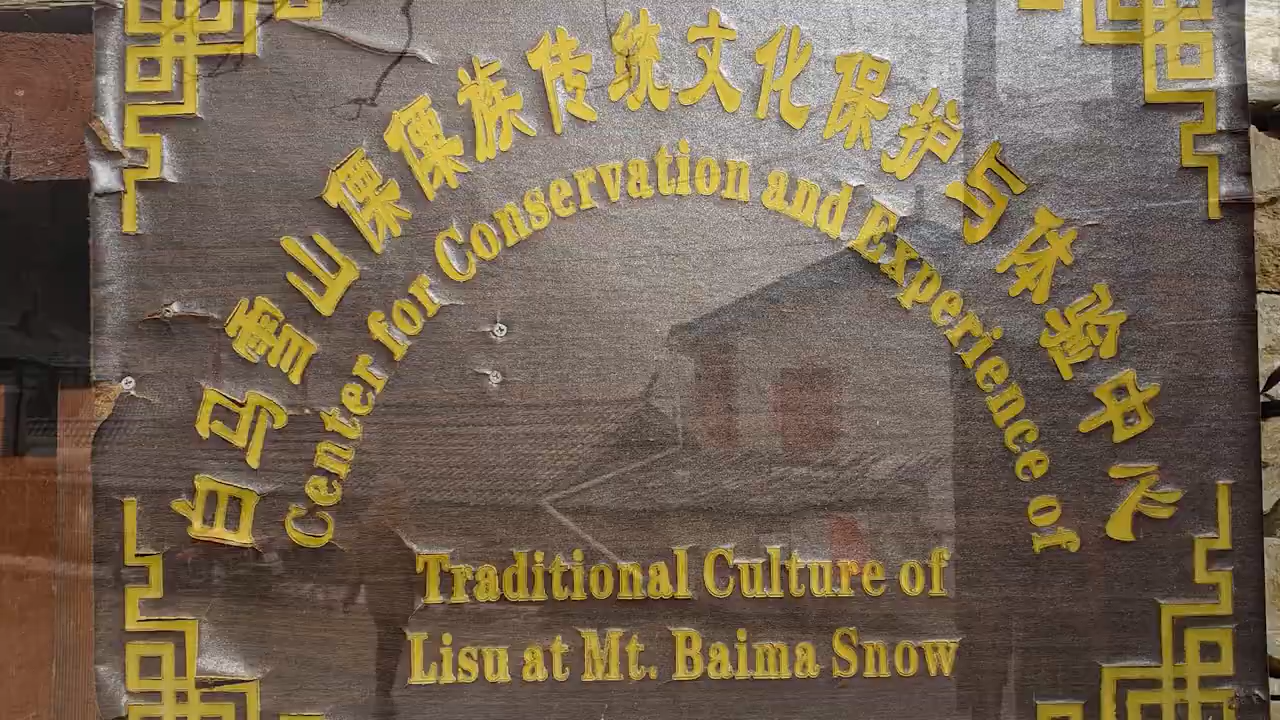 白马雪山傈僳族传统文化保护与体验中心
Center for Conservation and Experience of
Traditional Culture of
Lisu at Mt. Baima Snow